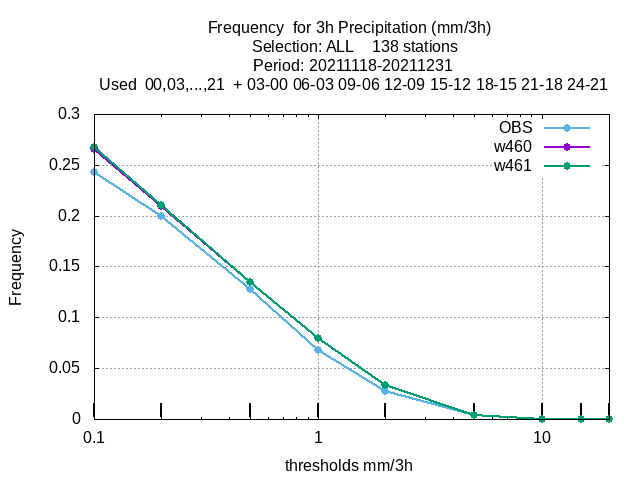 Frequency  for 3h Precipitation (mm/3h)
Selection: ALL    138 stations
Period: 20211118-20211231
Used  00,03,...,21  + 03-00 06-03 09-06 12-09 15-12 18-15 21-18 24-21
0.3
OBS
w460
w461
0.25
0.2
0.15
0.1
0.05
0
Frequency
0.1
1
10
thresholds mm/3h